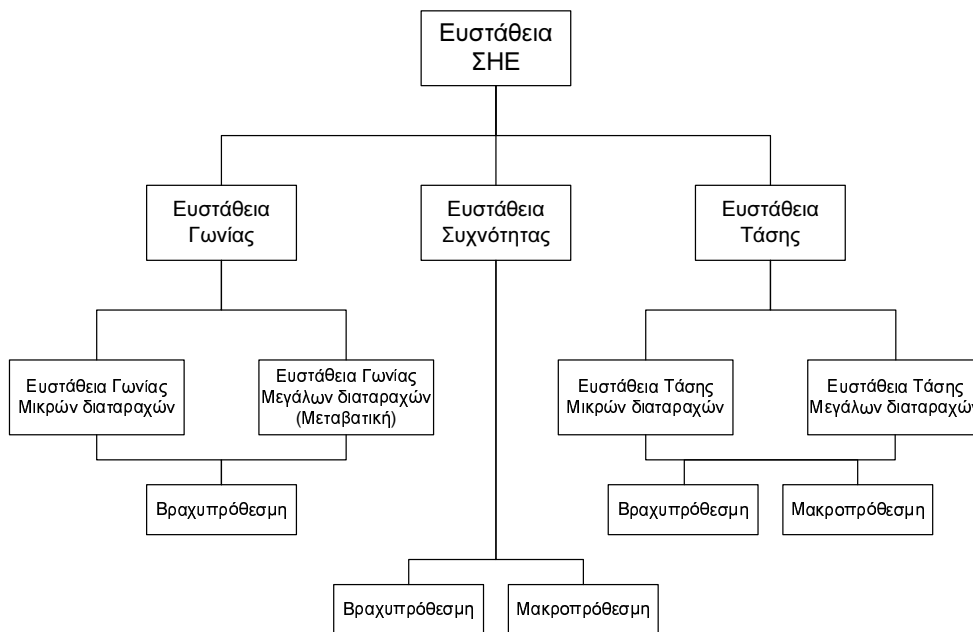 Ευστάθεια
ΣΗΕ
Ευστάθεια
Γωνίας
Ευστάθεια
Συχνότητας
Ευστάθεια
Τάσης
Ευστάθεια Γωνίας
Μικρών διαταραχών
Ευστάθεια Γωνίας
Μεγάλων διαταραχών
(Μεταβατική)
Ευστάθεια Τάσης
Μικρών διαταραχών
Ευστάθεια Τάσης
Μεγάλων διαταραχών
Βραχυπρόθεσμη
Βραχυπρόθεσμη
Μακροπρόθεσμη
Βραχυπρόθεσμη
Μακροπρόθεσμη